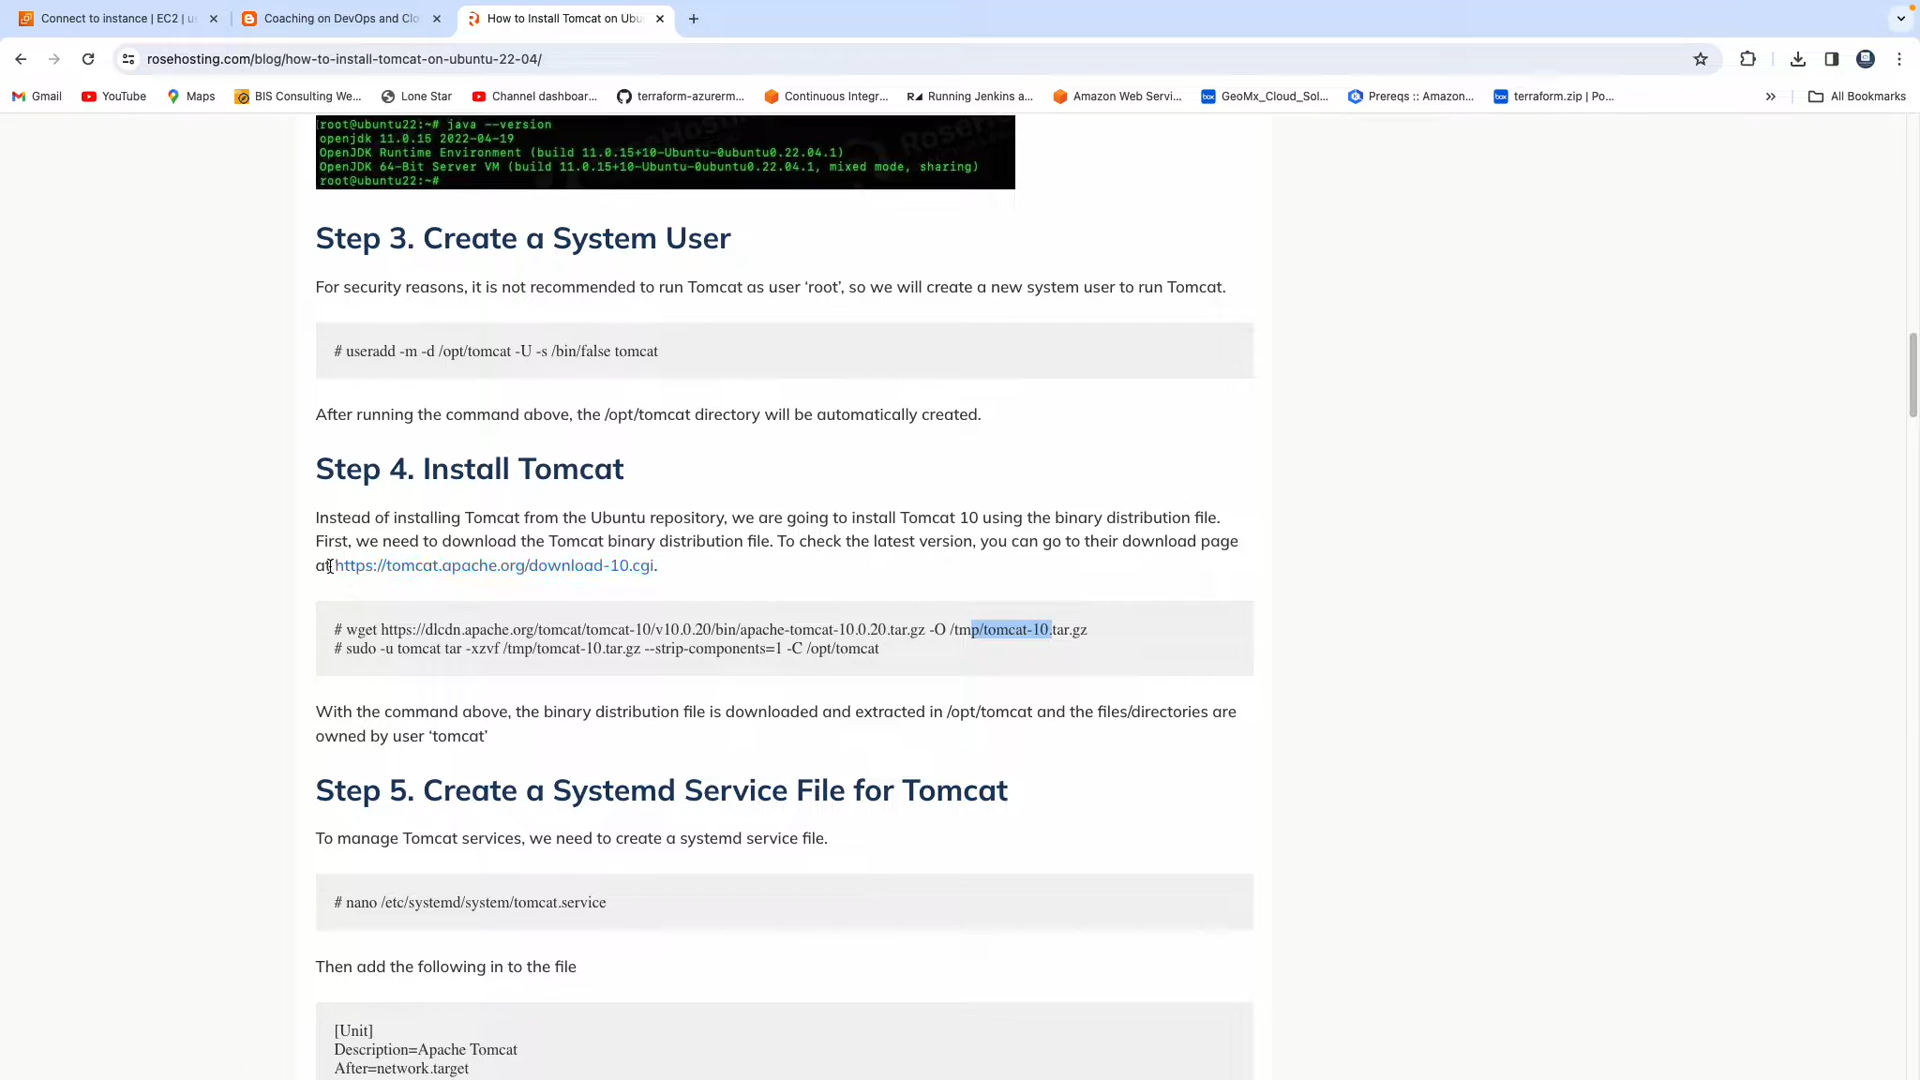 Connect to instance | EC2 | u
Coaching on DevOps and Clo
How to Install Tomcat on Ubu
rosehosting.com/blog/how-to-install-tomcat-on-ubuntu-22-04/
Gmail
YouTube
Maps
BIS Consulting We...
Lone Star
Channel dashboar...
terraform-azurerm...
Continuous Integr...
Running Jenkins a...
Amazon Web Servi...
GeoMx_Cloud_Sol...
Prereqs :: Amazon...
terraform.zip | Po...
»
All Bookmarks
root@ubuntu22:~# java --version
openjdk 11.0.15 2022-04-19
OpenJDK Runtime Environment (build 11.0.15+10-Ubuntu-0ubuntu0.22.04.1)
OpenJDK 64-Bit Server VM (build 11.0.15+10-Ubuntu-0ubuntu0.22.04.1, mixed mode, sharing)
root@ubuntu22:~#
Step 3. Create a System User
For security reasons, it is not recommended to run Tomcat as user ‘root’, so we will create a new system user to run Tomcat.
# useradd -m -d /opt/tomcat -U -s /bin/false tomcat
After running the command above, the /opt/tomcat directory will be automatically created.
Step 4. Install Tomcat
Instead of installing Tomcat from the Ubuntu repository, we are going to install Tomcat 10 using the binary distribution file.
First, we need to download the Tomcat binary distribution file. To check the latest version, you can go to their download page
at https://tomcat.apache.org/download-10.cgi.
# wget https://dlcdn.apache.org/tomcat/tomcat-10/v10.0.20/bin/apache-tomcat-10.0.20.tar.gz -O /tmp/tomcat-10.tar.gz
# sudo -u tomcat tar -xzvf /tmp/tomcat-10.tar.gz --strip-components=1 -C /opt/tomcat
With the command above, the binary distribution file is downloaded and extracted in /opt/tomcat and the files/directories are
owned by user ‘tomcat’
Step 5. Create a Systemd Service File for Tomcat
To manage Tomcat services, we need to create a systemd service file.
# nano /etc/systemd/system/tomcat.service
Then add the following in to the file
[Unit]
Description=Apache Tomcat
After=network.target